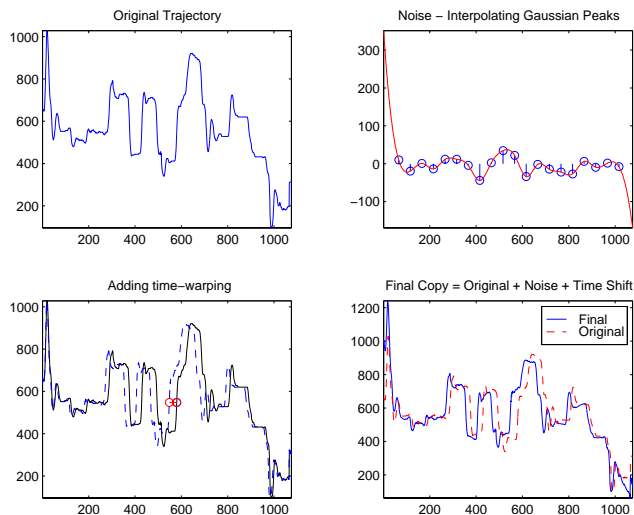 Original Trajectory
1000
800
600
400
200
200 400 600 800 1000
Noise − Interpolating Gaussian Peaks
300
200
100
0
−100
200 400 600 800 1000
Adding time−warping
1000
800
600
400
200
200 400 600 800 1000
Final Copy = Original + Noise + Time Shift
1200
1000
800
600
400
200
200 400 600 800 1000
Final
Original